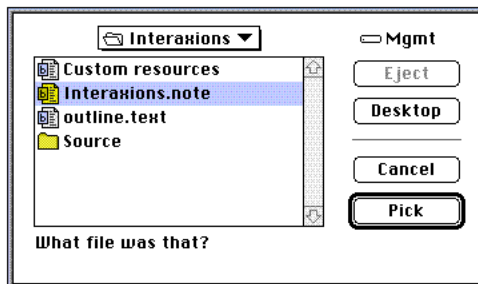 Interaxions
Mgmt
Custom resources
Interaxions.note
outline.text
Source
Eject
Desktop
Cancel
Pick
What file was that?